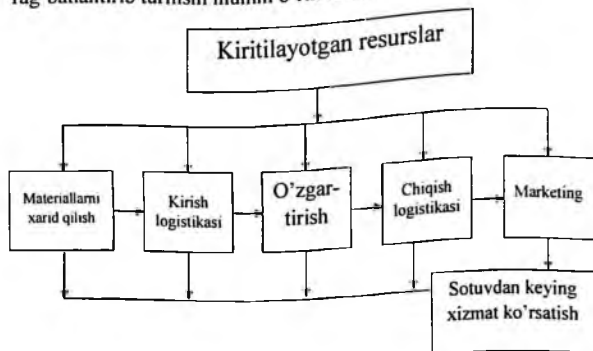 Kiritilayotgan resurslar
Materiallarni
xarid qilish
Kirish
logistikasi
O'zgar-
tirish
Chiqish
logistikasi
Marketing
Sotuvdan keying
xizmat ko'rsatish